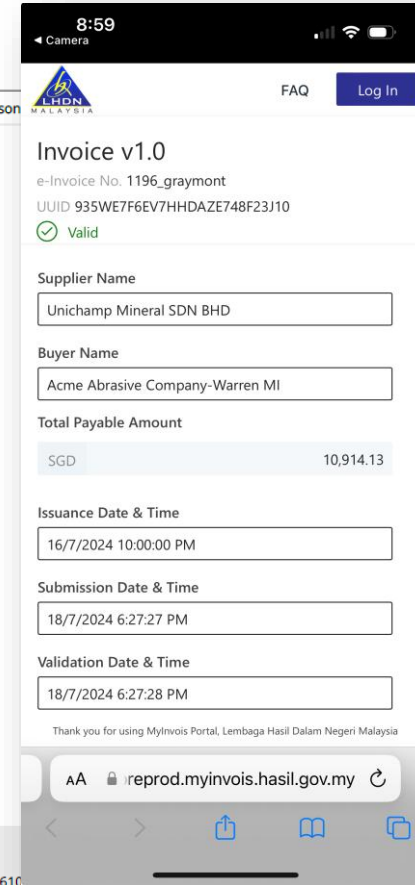 8:59
◄ Camera
son
LHDN
MALAYSIA
FAQ
Log In
Invoice v1.0
e-Invoice No. 1196_graymont
UUID 935WE7F6EV7HHDAZE748F23J10
Valid
Supplier Name
Unichamp Mineral SDN BHD
Buyer Name
Acme Abrasive Company-Warren MI
Total Payable Amount
SGD 10,914.13
Issuance Date & Time
16/7/2024 10:00:00 PM
Submission Date & Time
18/7/2024 6:27:27 PM
Validation Date & Time
18/7/2024 6:27:28 PM
Thank you for using MyInvois Portal, Lembaga Hasil Dalam Negeri Malaysia
AA reprod.myinvois.hasil.gov.my
610